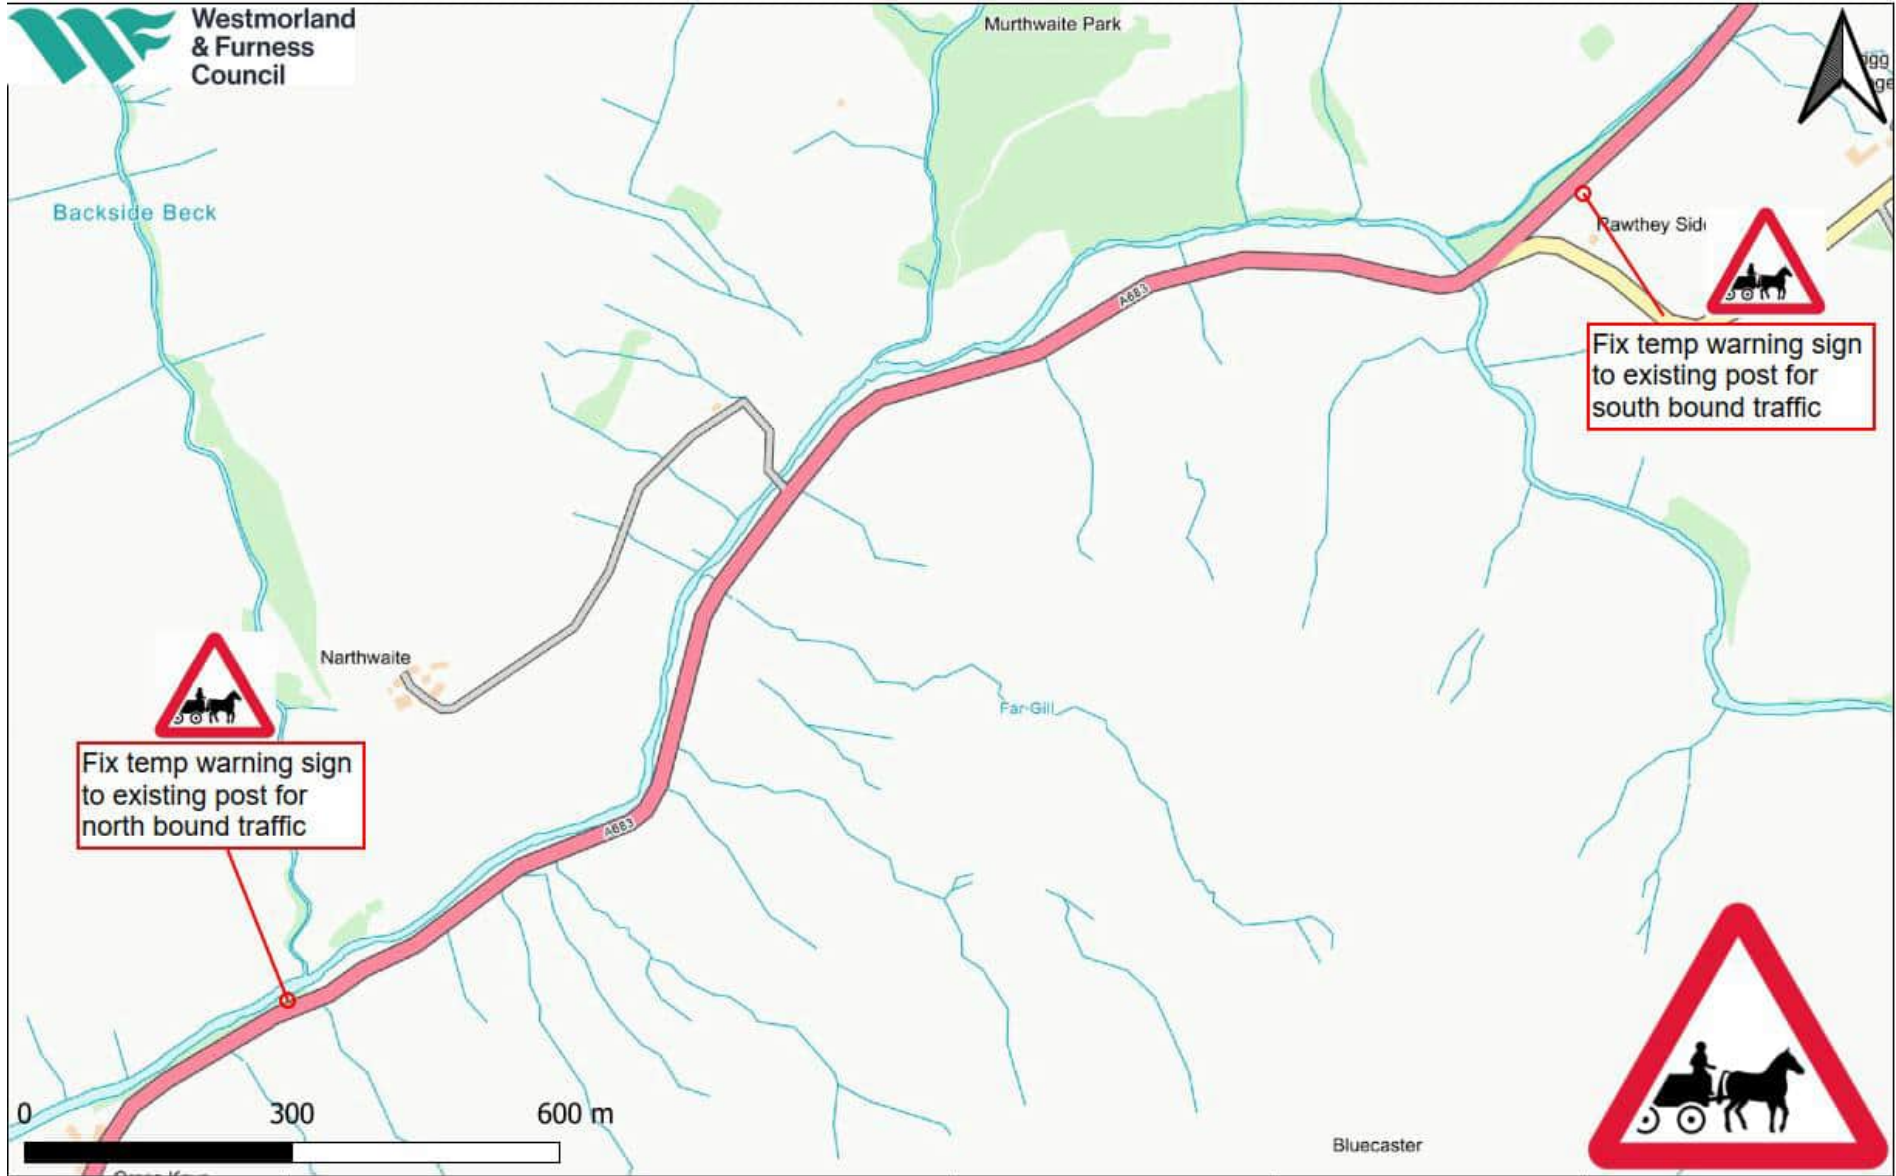 Westmorland
& Furness
Council
Murthwaite Park
Backside Beck
Rawthey Side
A683
Fix temp warning sign
to existing post for
south bound traffic
Narthwaite
Far Gill
Fix temp warning sign
to existing post for
north bound traffic
A683
0 300 600 m
Bluecaster